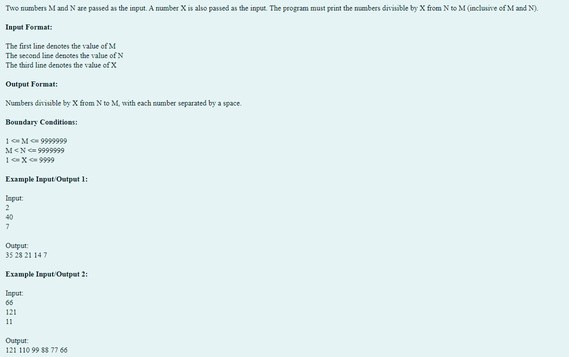 Two numbers M and N are passed as the input. A number X is also passed as the input. The program must print the numbers divisible by X from N to M (inclusive of M and N).
Input Format:
The first line denotes the value of M
The second line denotes the value of N
The third line denotes the value of X
Output Format:
Numbers divisible by X from N to M, with each number separated by a space.
Boundary Conditions:
1 <= M <= 9999999
M < N <= 9999999
1 <= X <= 9999
Example Input/Output 1:
Input:
2
40
7
Output:
35 28 21 14 7
Example Input/Output 2:
Input:
66
121
11
Output:
121 110 99 88 77 66